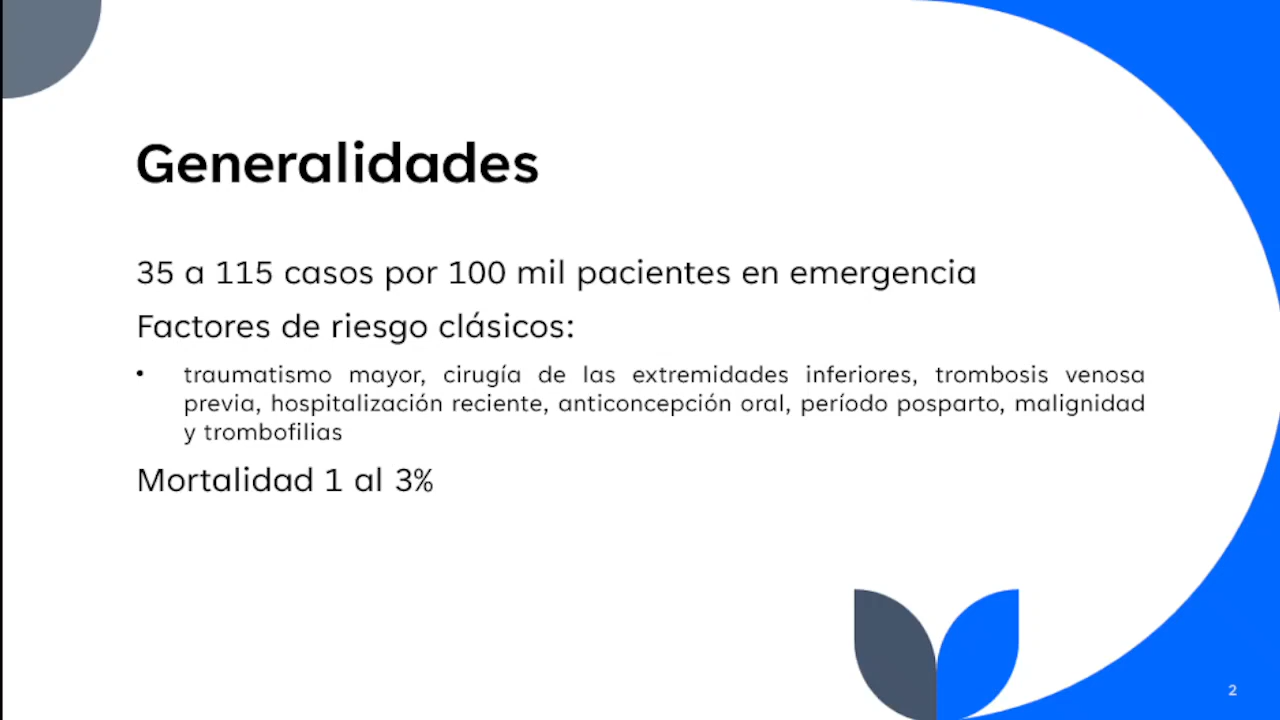 Generalidades
35 a 115 casos por 100 mil pacientes en emergencia
Factores de riesgo clásicos:
• traumatismo mayor, cirugía de las extremidades inferiores, trombosis venosa
previa, hospitalización reciente, anticoncepción oral, período posparto, malignidad
y trombofilias
Mortalidad 1 al 3%
2